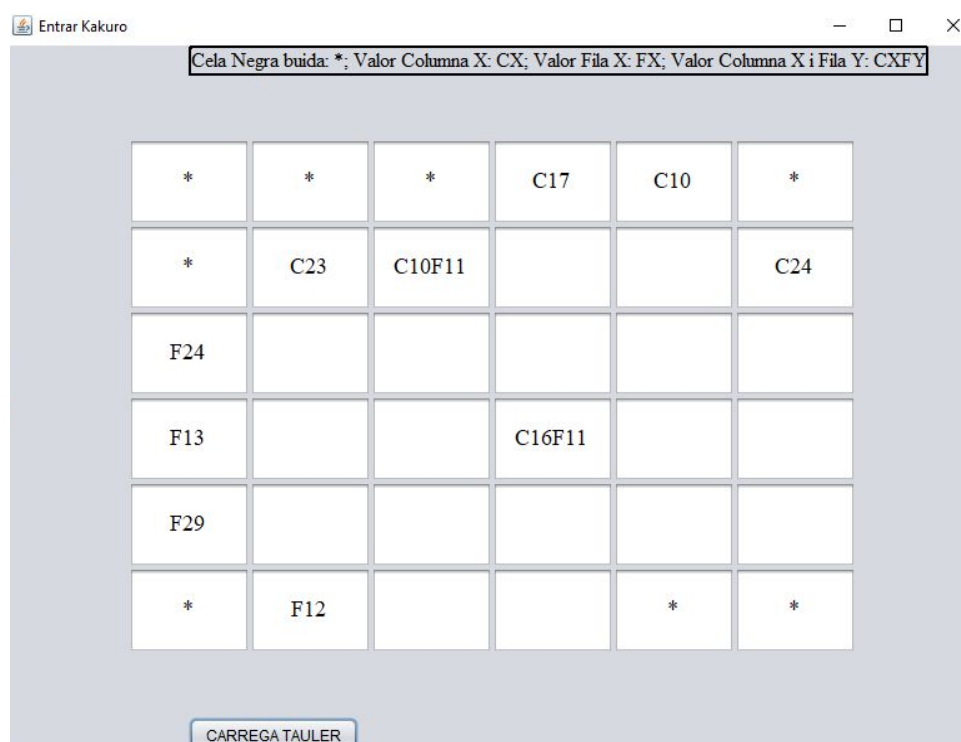 Entrar Kakuro
Cela Negra buida: *; Valor Columna X: CX; Valor Fila X: FX; Valor Columna X i Fila Y: CXFY
* * * C17 C10 *
* C23 C10F11 C24
F24
F13 C16F11
F29
* F12 * *
CARREGA TAULER